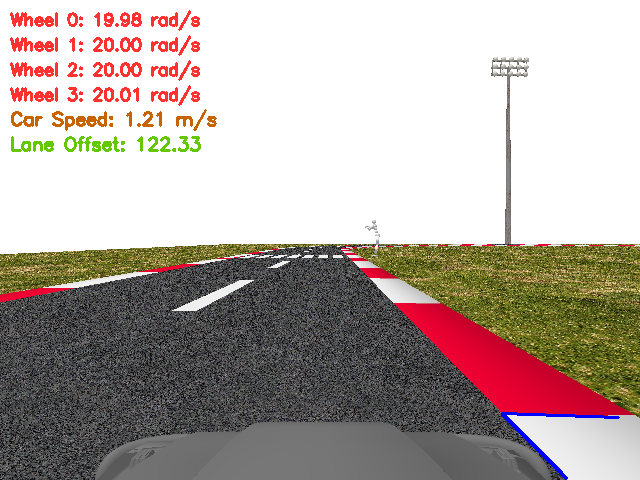 Wheel 0: 19.98 rad/s
Wheel 1: 20.00 rad/s
Wheel 2: 20.00 rad/s
Wheel 3: 20.01 rad/s
Car Speed: 1.21 m/s
Lane Offset: 122.33